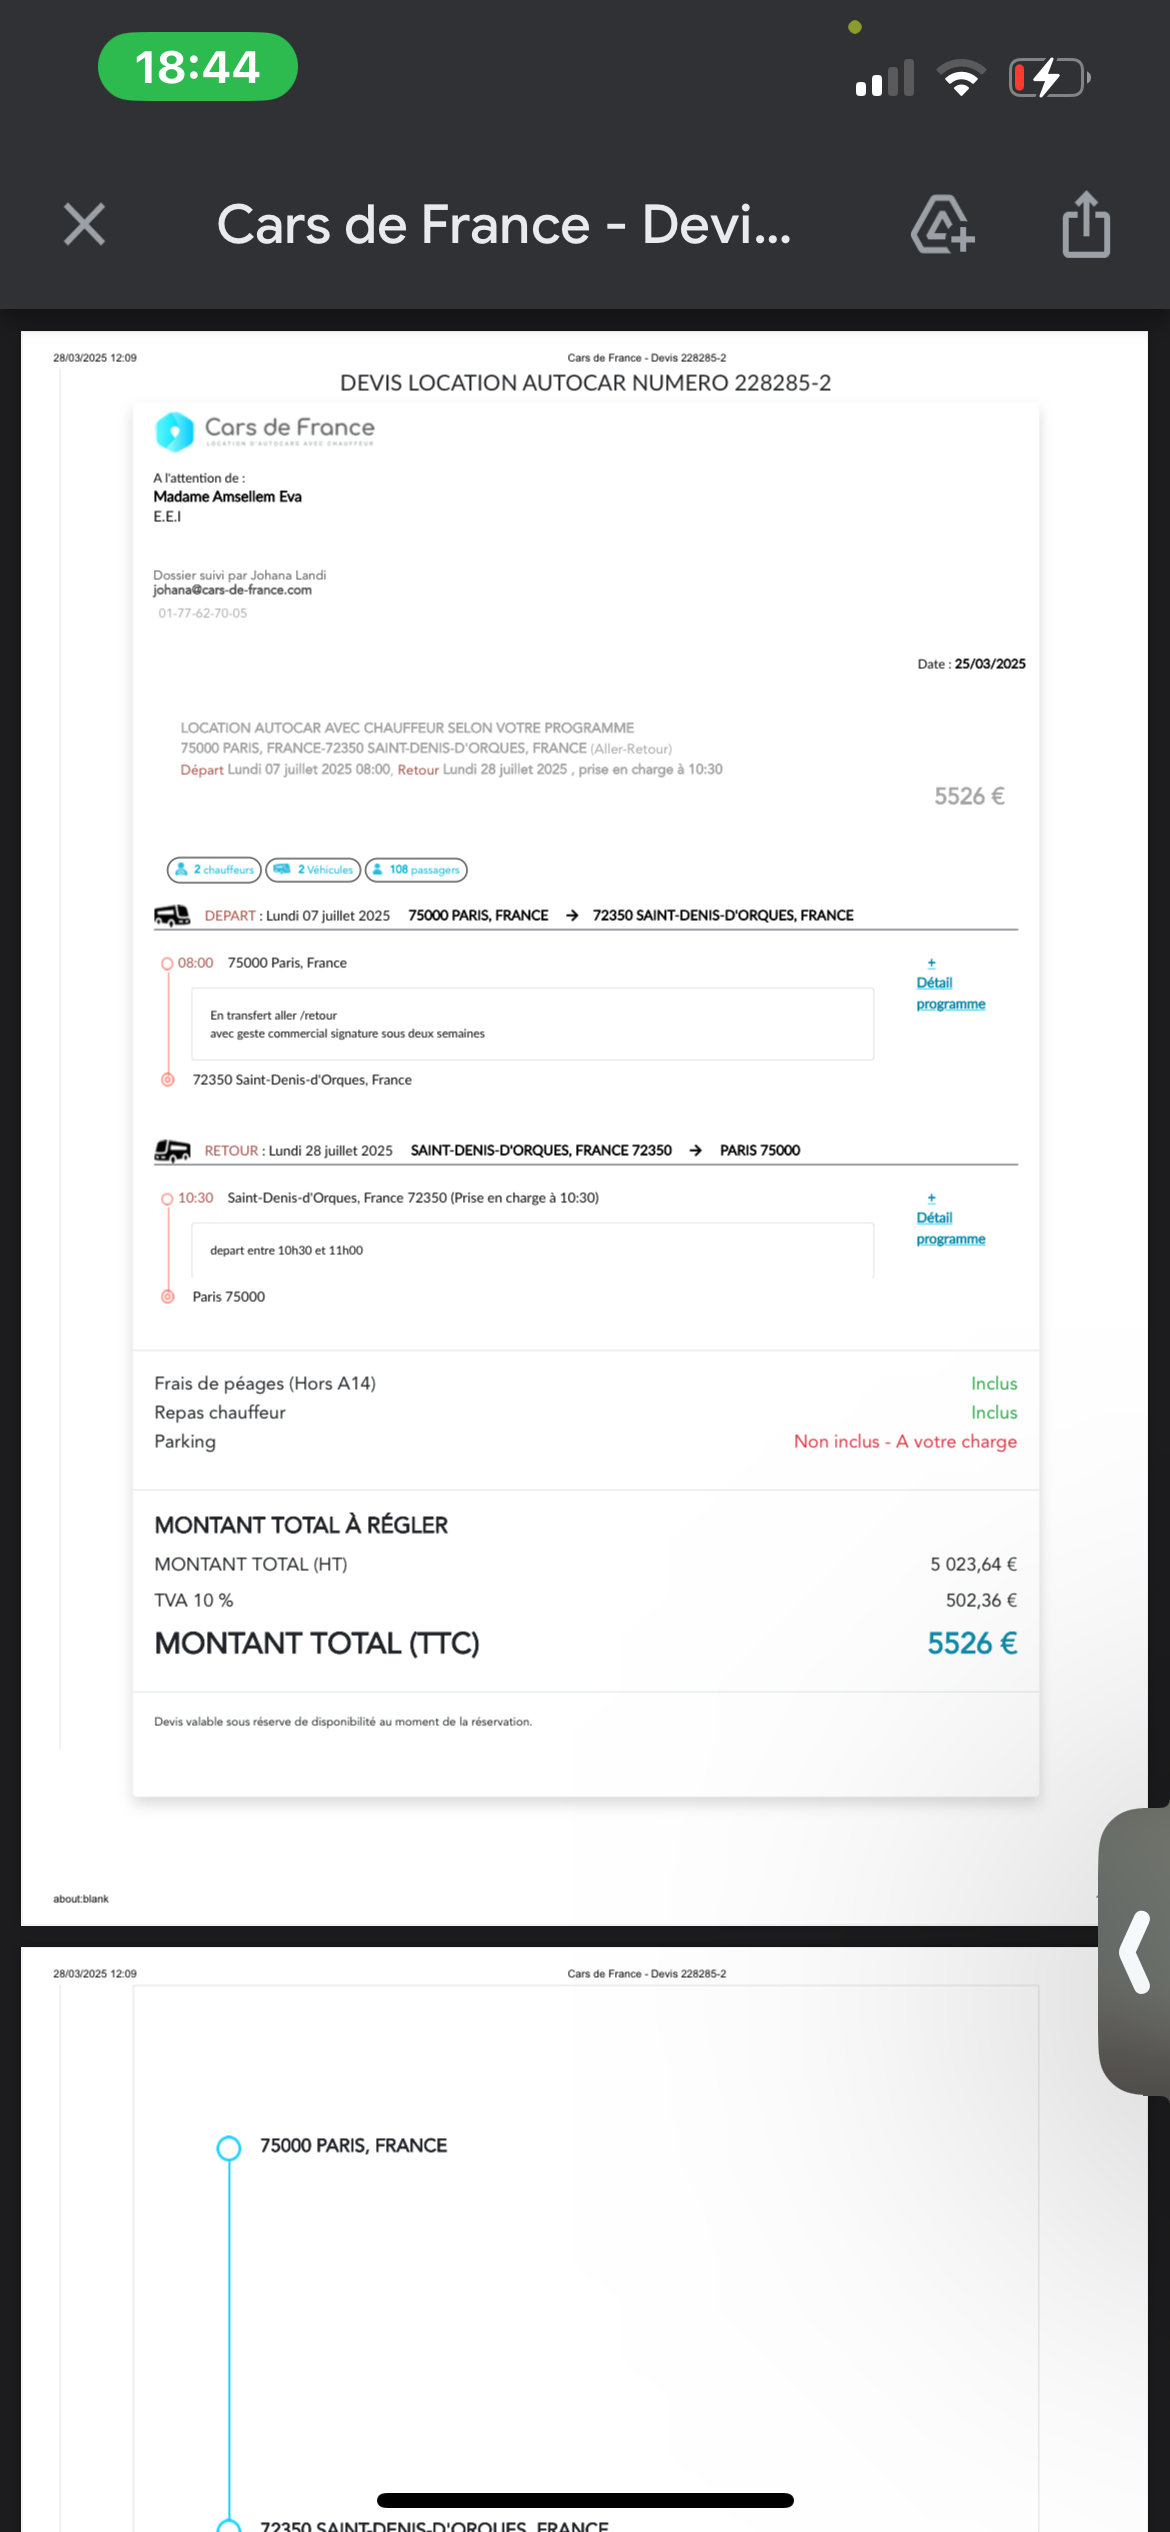 18:44
Cars de France - Devi...
28/03/2025 12:09
Cars de France - Devis 228285-2
DEVIS LOCATION AUTOCAR NUMERO 228285-2
Cars de France
LOCATION D'AUTOCARS AVEC CHAUFFEUR
A l'attention de :
Madame Amsellem Eva
E.E.I
Dossier suivi par Johana Landi
johana@cars-de-france.com
01-77-62-70-05
Date : 25/03/2025
LOCATION AUTOCAR AVEC CHAUFFEUR SELON VOTRE PROGRAMME
75000 PARIS, FRANCE-72350 SAINT-DENIS-D'ORQUES, FRANCE (Aller-Retour)
Départ Lundi 07 juillet 2025 08:00, Retour Lundi 28 juillet 2025 , prise en charge à 10:30
5526 €
2 chauffeurs 2 Véhicules 108 passagers
DEPART : Lundi 07 juillet 2025 75000 PARIS, FRANCE → 72350 SAINT-DENIS-D'ORQUES, FRANCE
08:00 75000 Paris, France
+
Détail
programme
En transfert aller /retour
avec geste commercial signature sous deux semaines
72350 Saint-Denis-d'Orques, France
RETOUR : Lundi 28 juillet 2025 SAINT-DENIS-D'ORQUES, FRANCE 72350 → PARIS 75000
10:30 Saint-Denis-d'Orques, France 72350 (Prise en charge à 10:30)
+
Détail
programme
depart entre 10h30 et 11h00
Paris 75000
Frais de péages (Hors A14) Inclus
Repas chauffeur Inclus
Parking Non inclus - A votre charge
MONTANT TOTAL À RÉGLER
MONTANT TOTAL (HT) 5 023,64 €
TVA 10 % 502,36 €
MONTANT TOTAL (TTC) 5526 €
Devis valable sous réserve de disponibilité au moment de la réservation.
about:blank
28/03/2025 12:09
Cars de France - Devis 228285-2
75000 PARIS, FRANCE
72350 SAINT-DENIS-D'ORQUES, FRANCE